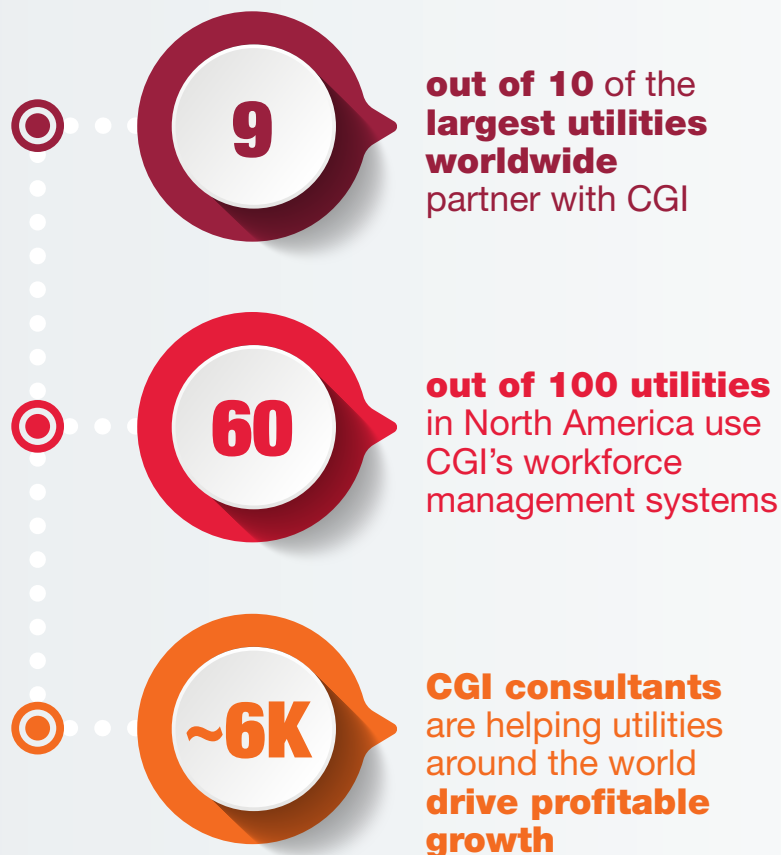 9
out of 10 of the
largest utilities
worldwide
partner with CGI
60
out of 100 utilities
in North America use
CGI’s workforce
management systems
~6K
CGI consultants
are helping utilities
around the world
drive profitable
growth